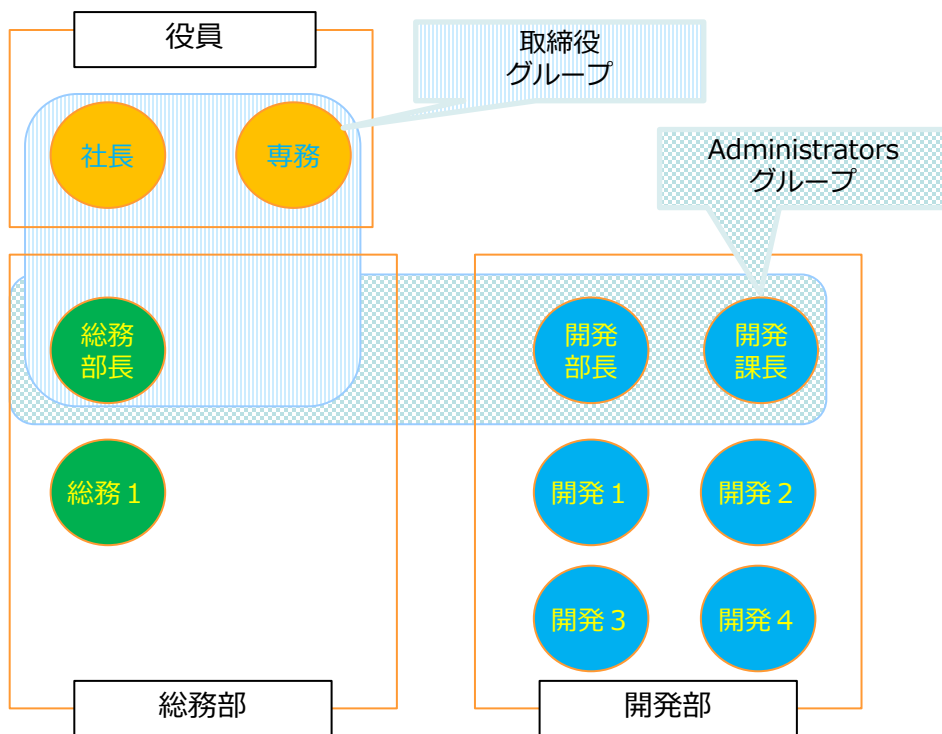 役員
取締役
グループ
社長
専務
Administrators
グループ
総務
部長
開発
部長
開発
課長
総務１
開発１
開発２
開発３
開発４
総務部
開発部